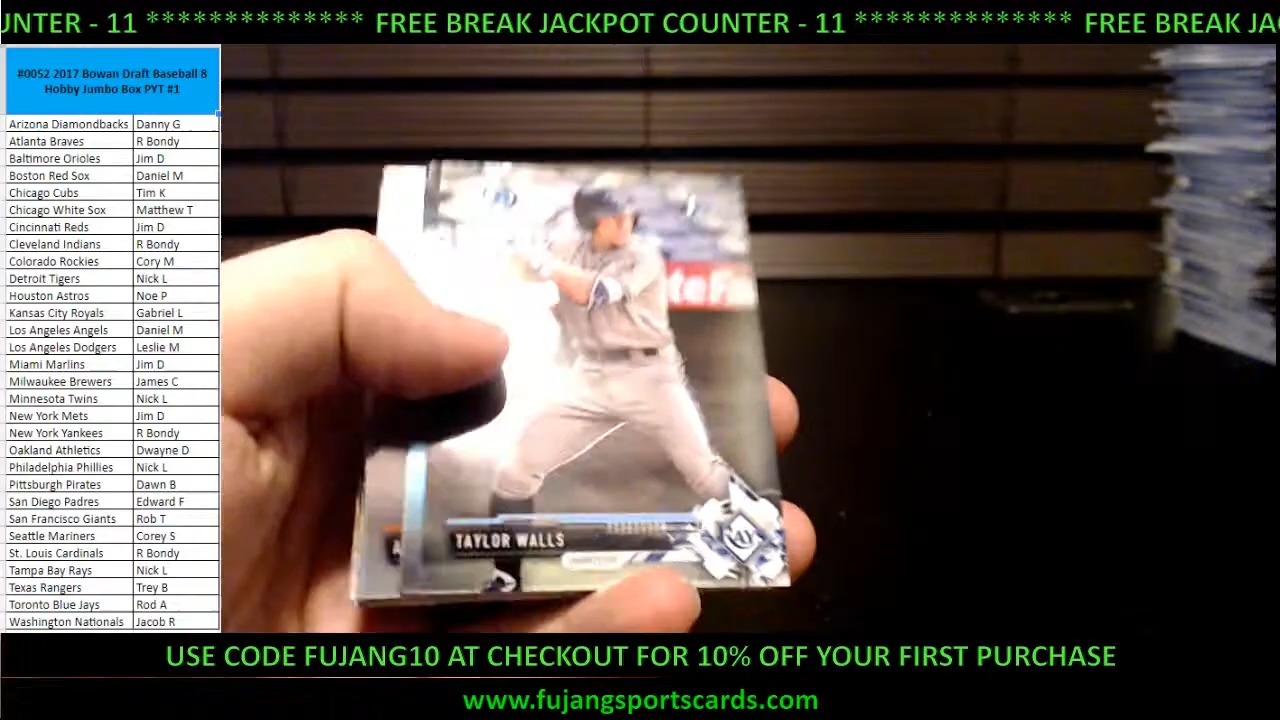 UNTER - 11 ************** FREE BREAK JACKPOT COUNTER - 11 ************** FREE BREAK JAC
#0052 2017 Bowan Draft Baseball 8
Hobby Jumbo Box PYT #1
Arizona Diamondbacks Danny G
Atlanta Braves R Bondy
Baltimore Orioles Jim D
Boston Red Sox Daniel M
Chicago Cubs Tim K
Chicago White Sox Matthew T
Cincinnati Reds Jim D
Cleveland Indians R Bondy
Colorado Rockies Cory M
Detroit Tigers Nick L
Houston Astros Noe P
Kansas City Royals Gabriel L
Los Angeles Angels Daniel M
Los Angeles Dodgers Leslie M
Miami Marlins Jim D
Milwaukee Brewers James C
Minnesota Twins Nick L
New York Mets Jim D
New York Yankees R Bondy
Oakland Athletics Dwayne D
Philadelphia Phillies Nick L
Pittsburgh Pirates Dawn B
San Diego Padres Edward F
San Francisco Giants Rob T
Seattle Mariners Corey S
St. Louis Cardinals R Bondy
Tampa Bay Rays Nick L
Texas Rangers Trey B
Toronto Blue Jays Rod A
Washington Nationals Jacob R
TAYLOR WALLS
USE CODE FUJANG10 AT CHECKOUT FOR 10% OFF YOUR FIRST PURCHASE
www.fujangsportscards.com